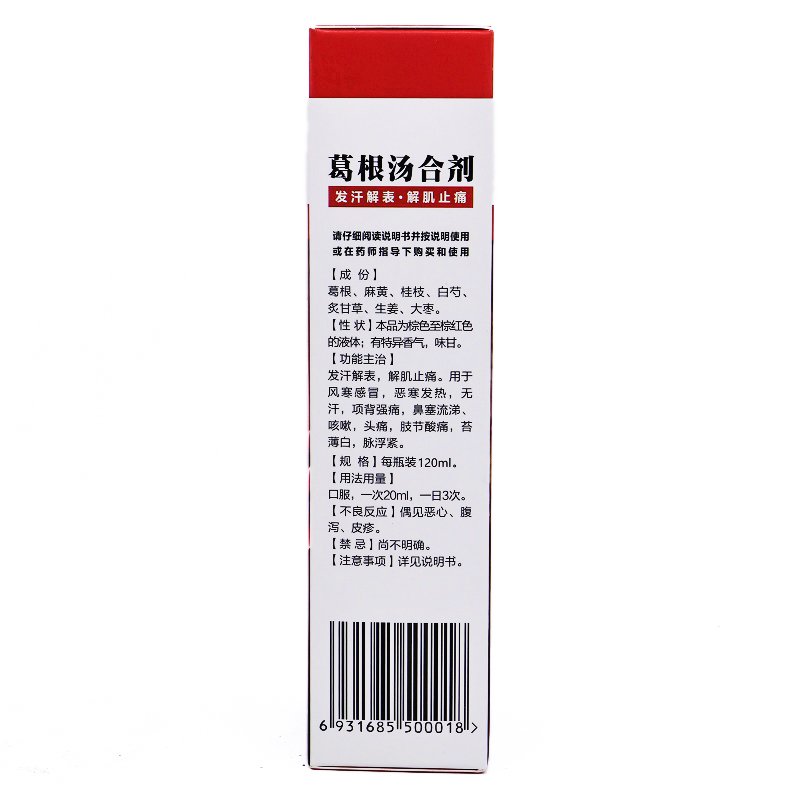 葛根汤合剂
发汗解表·解肌止痛
请仔细阅读说明书并按说明使用
或在药师指导下购买和使用
【成 份】
葛根、麻黄、桂枝、白芍、
炙甘草、生姜、大枣。
【性 状】本品为棕色至棕红色
的液体；有特异香气，味甘。
【功能主治】
发汗解表，解肌止痛。用于
风寒感冒，恶寒发热，无
汗，项背强痛，鼻塞流涕、
咳嗽，头痛，肢节酸痛，苔
薄白，脉浮紧。
【规 格】每瓶装120ml。
【用法用量】
口服，一次20ml，一日3次。
【不良反应】偶见恶心、腹
泻、皮疹。
【禁 忌】尚不明确。
【注意事项】详见说明书。
6 931685 500018 >